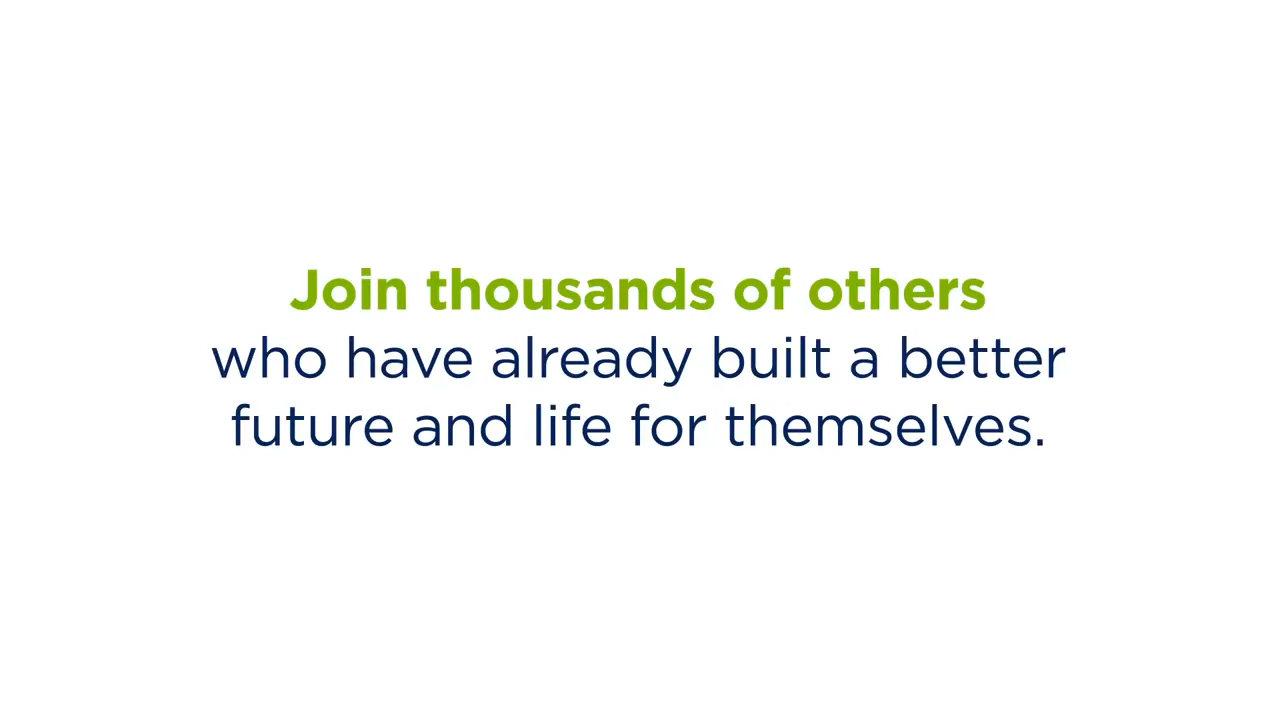 Join thousands of others
who have already built a better
future and life for themselves.